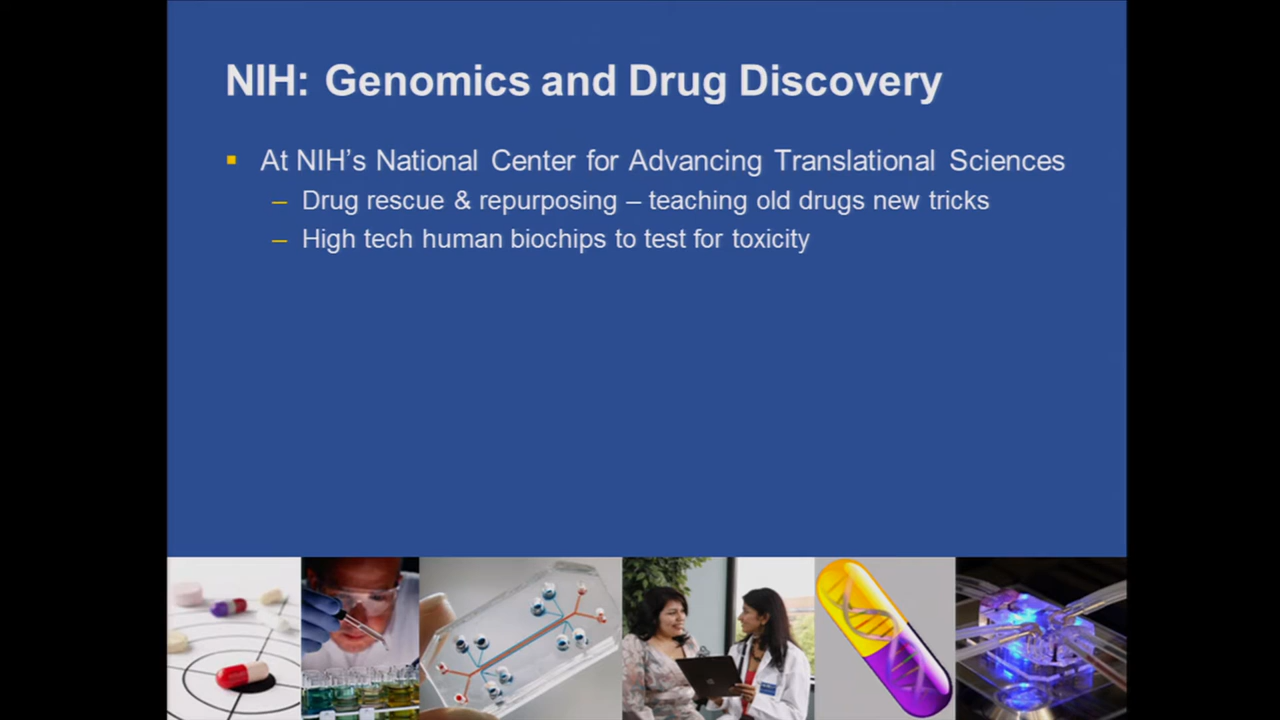 NIH: Genomics and Drug Discovery
At NIH's National Center for Advancing Translational Sciences
– Drug rescue & repurposing – teaching old drugs new tricks
– High tech human biochips to test for toxicity